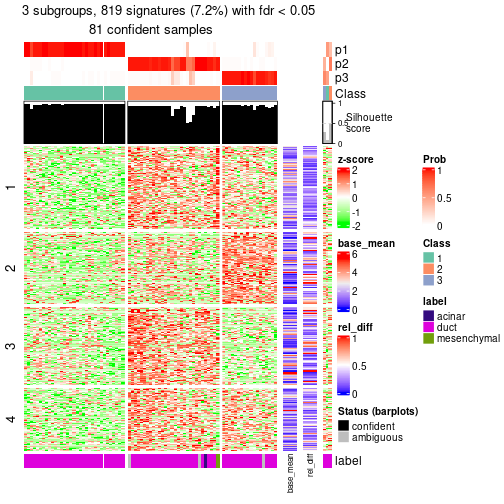 3 subgroups, 819 signatures (7.2%) with fdr < 0.05
81 confident samples
p1
p2
p3
Class
1
0.5
0
Silhouette
score
1
2
3
4
z-score
2
1
0
-1
-2
base_mean
6
4
2
0
rel_diff
1
0.5
0
Status (barplots)
confident
ambiguous
Prob
1
0.5
0
Class
1
2
3
label
acinar
duct
mesenchymal
base_mean
rel_diff
label